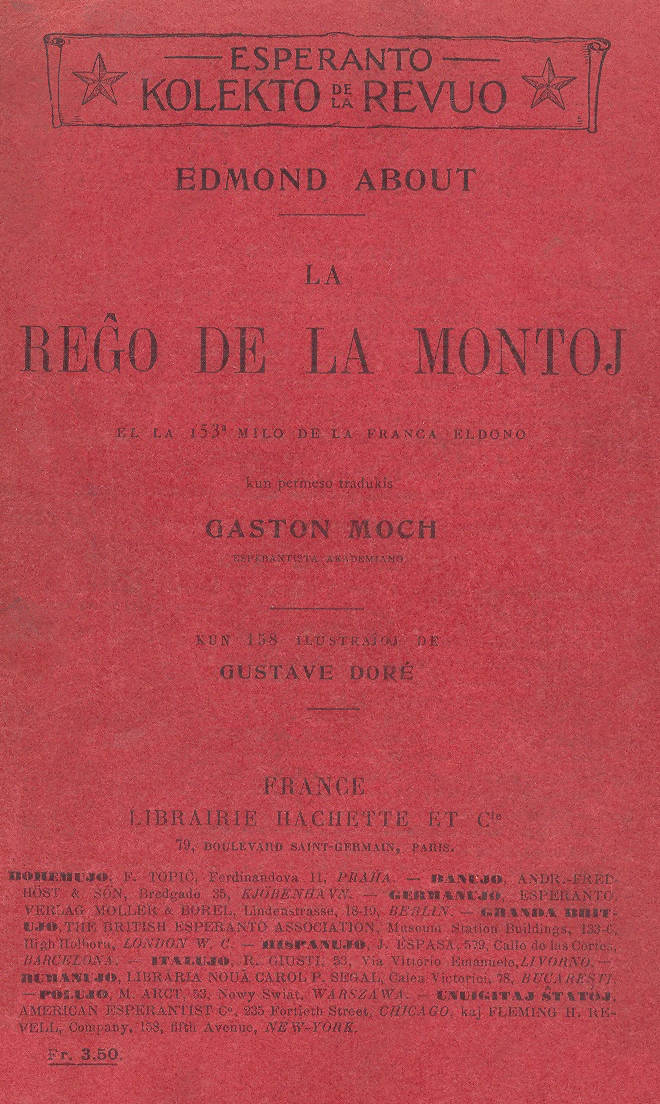 ESPERANTO
KOLEKTO DE LA REVUO
EDMOND ABOUT
LA
REĜO DE LA MONTOJ
EL LA 153a MILO DE LA FRANCA ELDONO
kun permeso tradukis
GASTON MOCH
ESPERANTISTA AKADEMIANO
KUN 158 ILUSTRAĴOJ DE
GUSTAVE DORÉ
FRANCE
LIBRAIRIE HACHETTE ET Cie
79, BOULEVARD SAINT-GERMAIN, PARIS.
BOHEMUJO, F. TOPIČ, Ferdinandova 11, PRAHA. — DANUJO, ANDR.-FRED
HÖST & SÖN, Bredgade 35, KJÖBENHAVN. — GERMANUJO, ESPERANTO
VERLAG MÖLLER & BOREL, Lindenstrasse, 18-19, BERLIN. — GRANDA BRIT-
UJO, THE BRITISH ESPERANTO ASSOCIATION, Museum Station Buildings, 133-6,
High Holborn, LONDON W. C. — HISPANUJO, J. ESPASA, 579, Calle de las Cortes,
BARCELONA. — ITALUJO, R. GIUSTI, 53, Via Vittorio Emanuele, LIVORNO. —
RUMANUJO, LIBRARIA NOUĂ CAROL P. SEGAL, Calea Victoriei, 78, BUCARESTI.
— POLUJO, M. ARCT, 53, Nowy Swiat, WARSZAWA. — UNUIGITAJ ŜTATOJ,
AMERICAN ESPERANTIST Co, 235 Fortieth Street, CHICAGO, kaj FLEMING H. RE-
VELL, Company, 158, fifth Avenue, NEW-YORK.
Fr. 3.50.